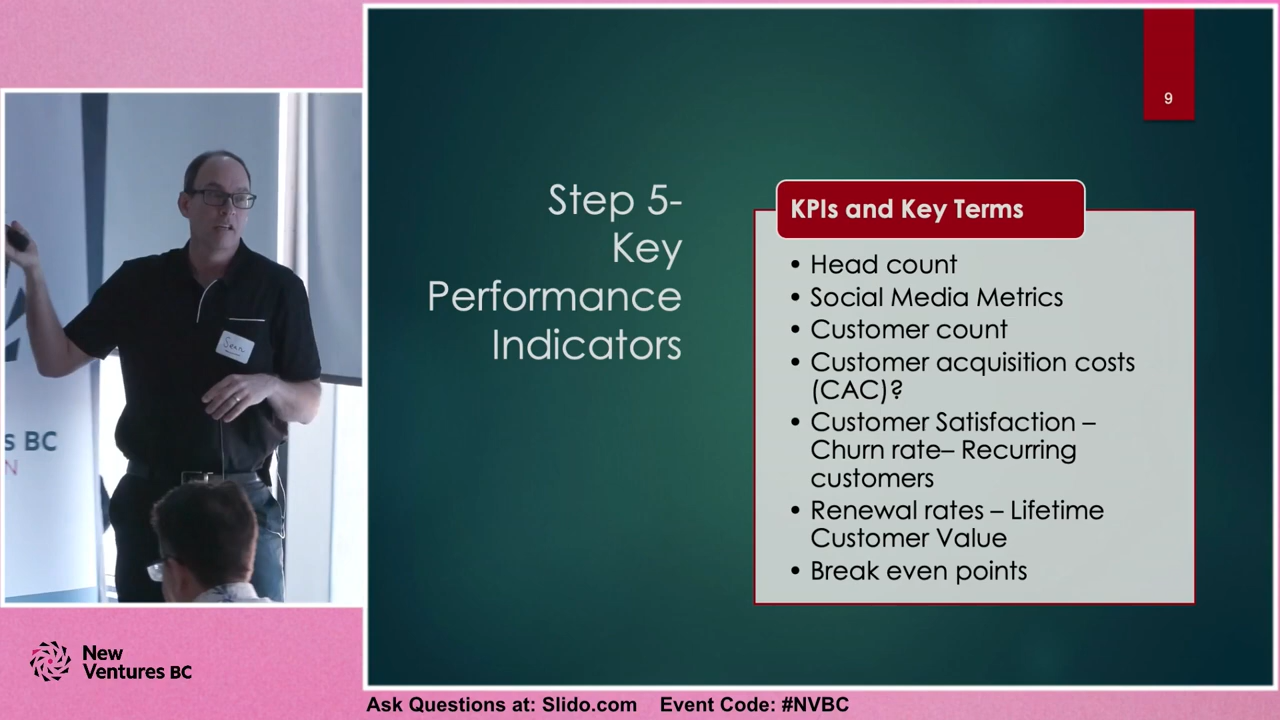 9
Step 5-
Key
Performance
Indicators
KPIs and Key Terms
• Head count
• Social Media Metrics
• Customer count
• Customer acquisition costs
(CAC)?
• Customer Satisfaction –
Churn rate– Recurring
customers
• Renewal rates – Lifetime
Customer Value
• Break even points
Sean
s BC
N
New
Ventures BC
Ask Questions at: Slido.com Event Code: #NVBC